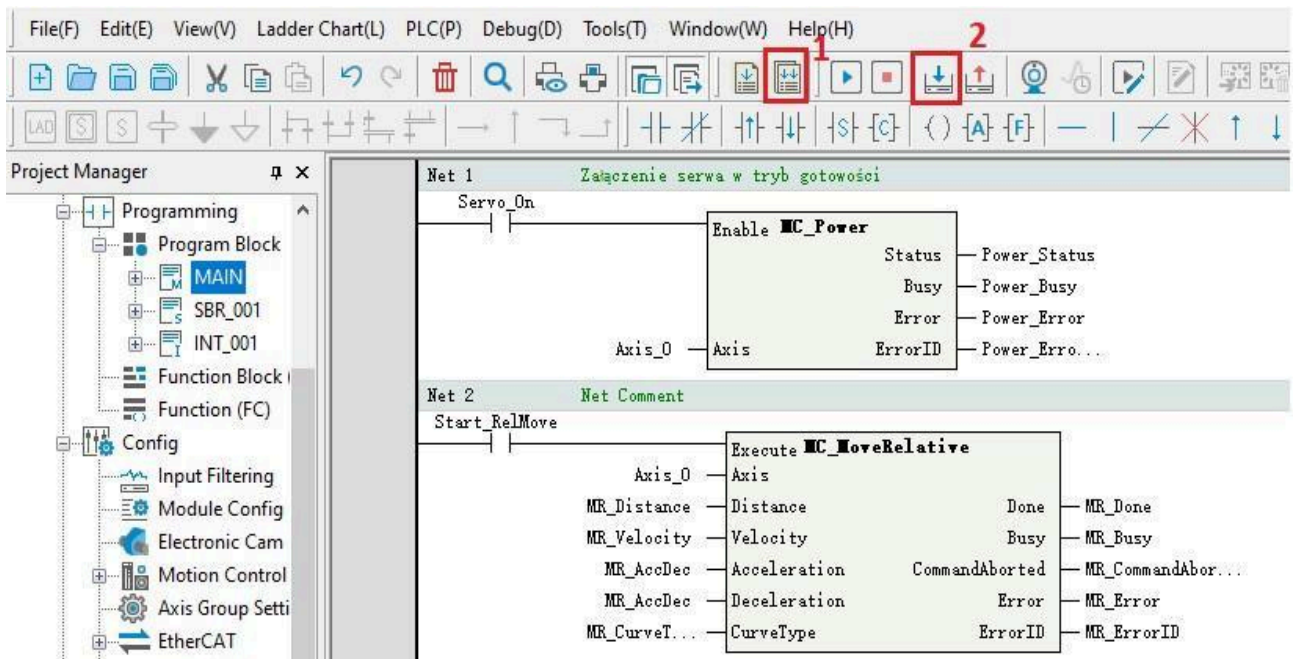 File(F) Edit(E) View(V) Ladder Chart(L) PLC(P) Debug(D) Tools(T) Window(W) Help(H)
1 2
LAD S S S C A F
Project Manager
Programming
Program Block
MAIN
SBR_001
INT_001
Function Block (
Function (FC)
Config
Input Filtering
Module Config
Electronic Cam
Motion Control
Axis Group Setti
EtherCAT
Net 1 Załączenie serwa w tryb gotowości
Servo_On
Enable MC_Power
Status Power_Status
Busy Power_Busy
Error Power_Error
Axis_0 Axis ErrorID Power_Erro...
Net 2 Net Comment
Start_RelMove
Execute MC_MoveRelative
Axis_0 Axis
MR_Distance Distance Done MR_Done
MR_Velocity Velocity Busy MR_Busy
MR_AccDec Acceleration CommandAborted MR_CommandAbor...
MR_AccDec Deceleration Error MR_Error
MR_CurveT... CurveType ErrorID MR_ErrorID